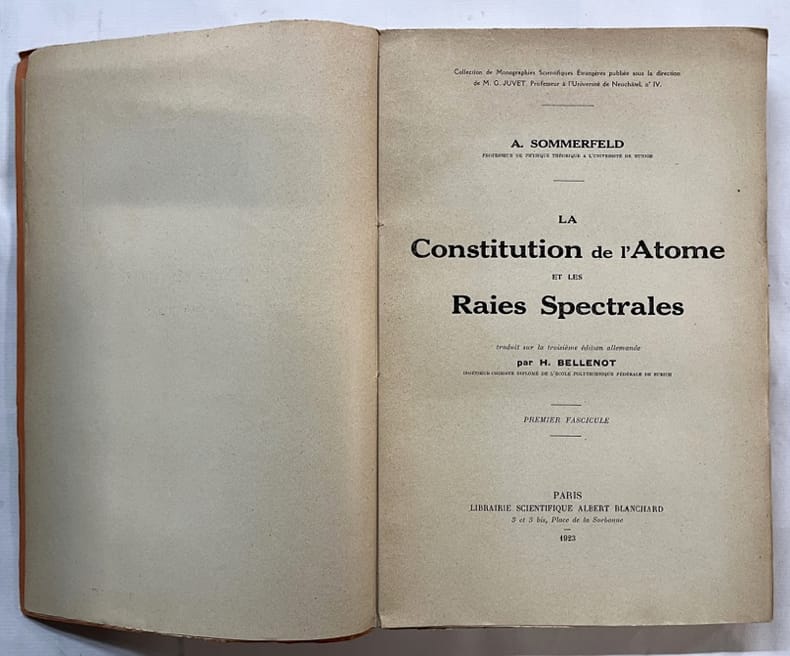 Collection de Monographies Scientifiques Étrangères publiée sous la direction
de M. G. JUVET, Professeur à l'Université de Neuchâtel, n° IV.
A. SOMMERFELD
PROFESSEUR DE PHYSIQUE THÉORIQUE A L'UNIVERSITÉ DE MUNICH
LA
Constitution de l'Atome
ET LES
Raies Spectrales
traduit sur la troisième édition allemande
par H. BELLENOT
INGÉNIEUR-CHIMISTE DIPLOMÉ DE L'ÉCOLE POLYTECHNIQUE FÉDÉRALE DE ZURICH
PREMIER FASCICULE
PARIS
LIBRAIRIE SCIENTIFIQUE ALBERT BLANCHARD
3 et 3 bis, Place de la Sorbonne
1923